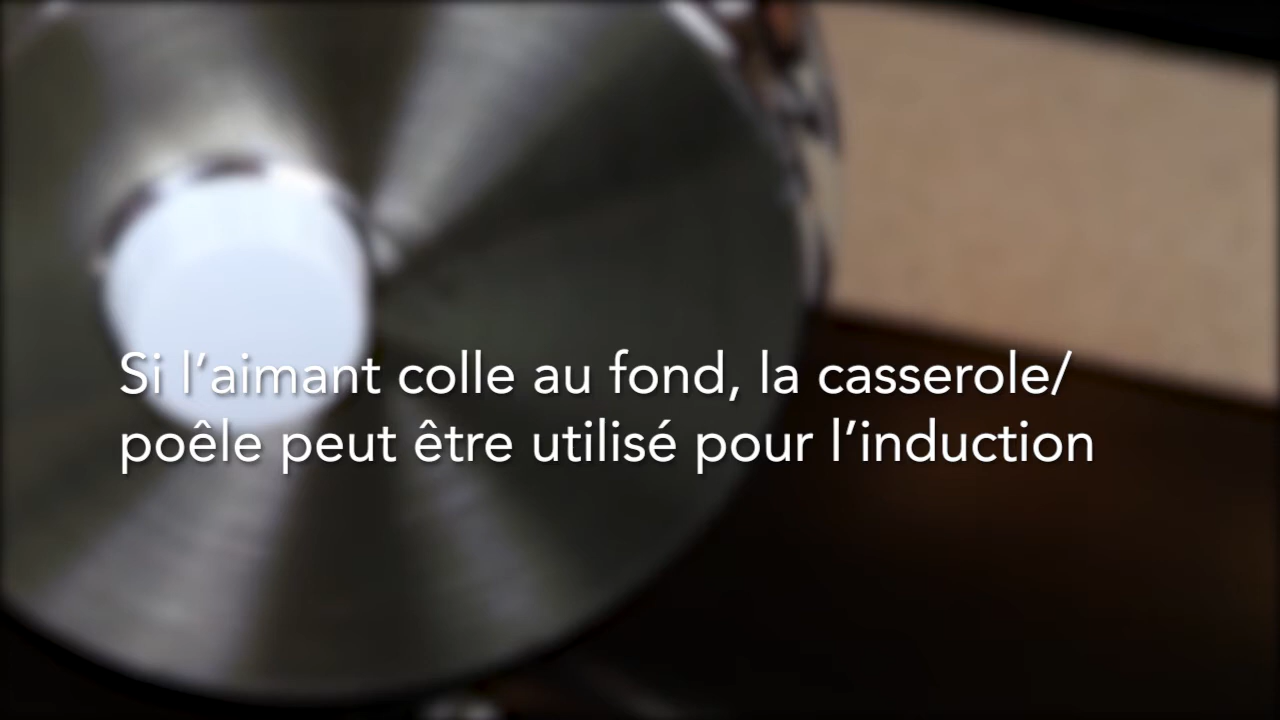 Si l’aimant colle au fond, la casserole/
poêle peut être utilisé pour l’induction